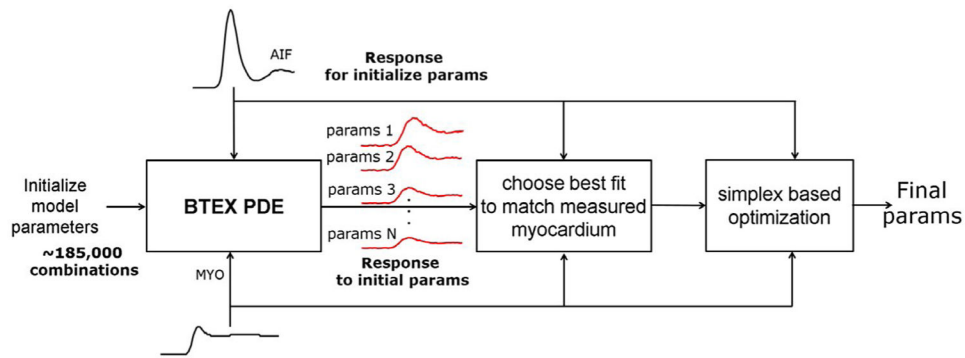 AIF
Response
for initialize params
params 1
params 2
params 3
params N
Initialize
model
parameters
~185,000
combinations
BTEX PDE
choose best fit
to match measured
myocardium
simplex based
optimization
Final
params
MYO
Response
to initial params